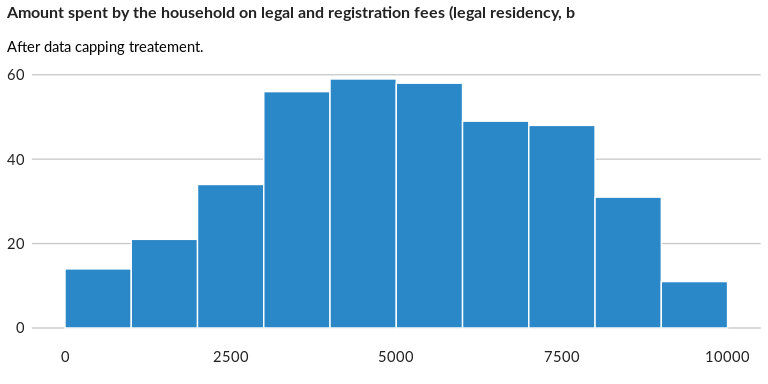 Amount spent by the household on legal and registration fees (legal residency, b
After data capping treatement.
60
40
20
0
0 2500 5000 7500 10000